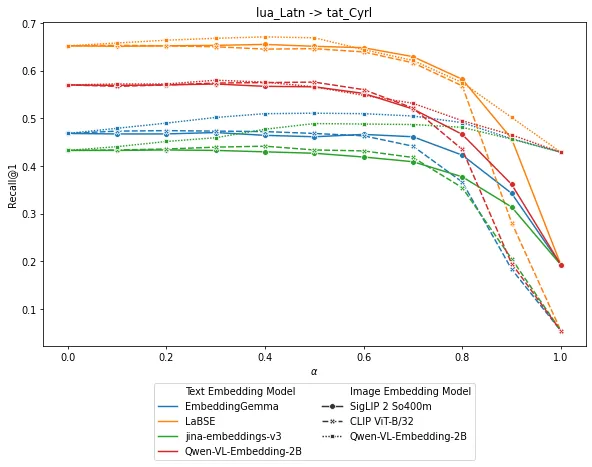 lua_Latn -> tat_Cyrl
0.7
0.6
0.5
0.4
0.3
0.2
0.1
Recall@1
0.0 0.2 0.4 0.6 0.8 1.0
α
Text Embedding Model Image Embedding Model
EmbeddingGemma SigLIP 2 So400m
LaBSE CLIP ViT-B/32
jina-embeddings-v3 Qwen-VL-Embedding-2B
Qwen-VL-Embedding-2B